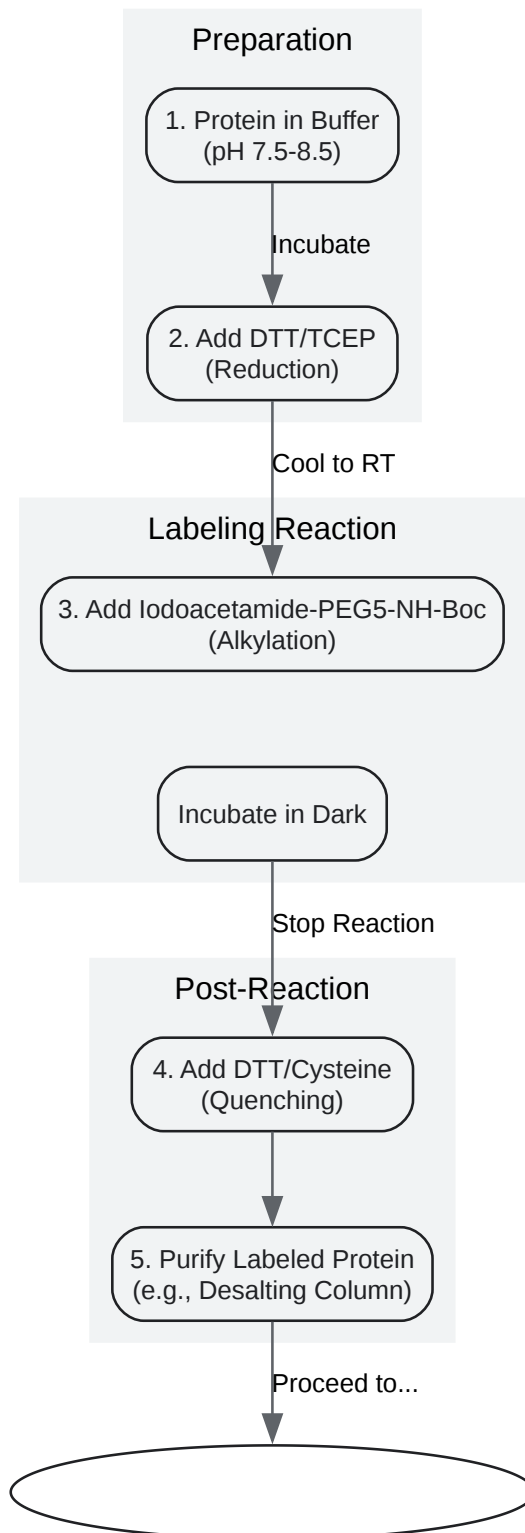 Preparation
1. Protein in Buffer
(pH 7.5-8.5)
Incubate
2. Add DTT/TCEP
(Reduction)
Cool to RT
Labeling Reaction
3. Add Iodoacetamide-PEG5-NH-Boc
(Alkylation)
Incubate in Dark
Stop Reaction
Post-Reaction
4. Add DTT/Cysteine
(Quenching)
5. Purify Labeled Protein
(e.g., Desalting Column)
Proceed to...